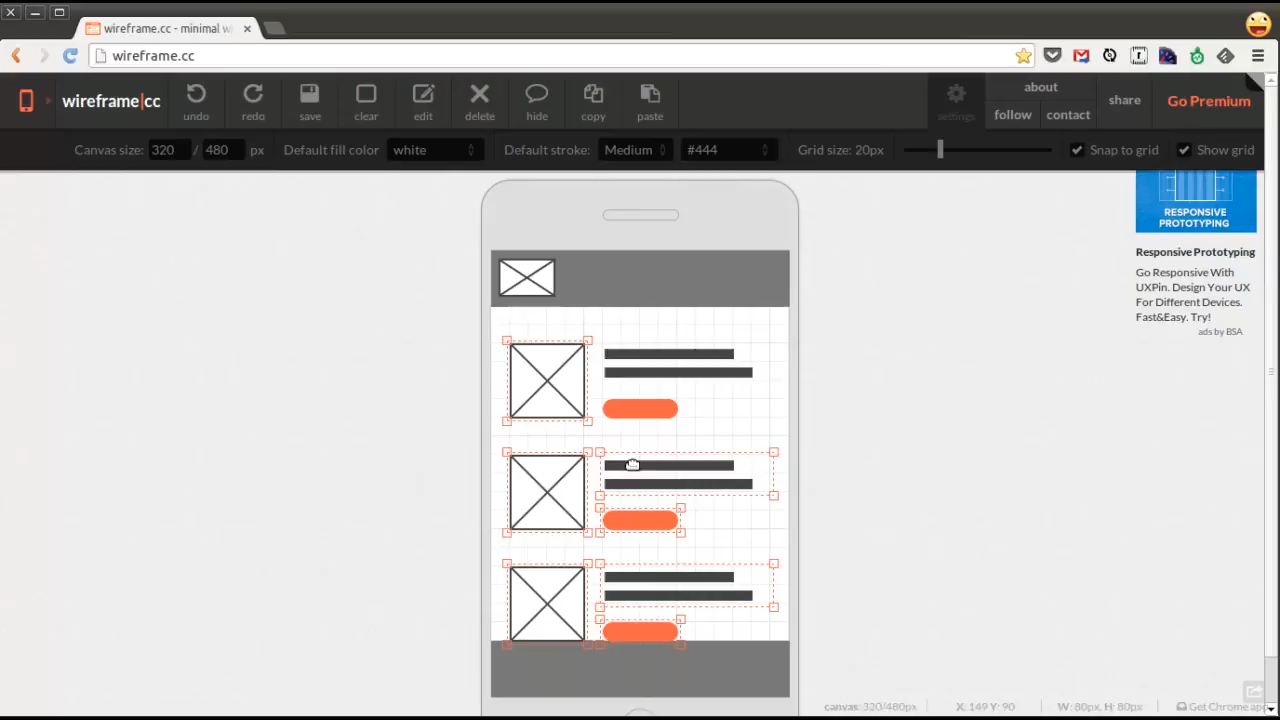 wireframe.cc - minimal w
wireframe.cc
wireframe|cc
undo
redo
save
clear
edit
delete
hide
copy
paste
settings
about
follow
contact
share
Go Premium
Canvas size: 320 / 480 px
Default fill color white
Default stroke: Medium #444
Grid size: 20px
Snap to grid
Show grid
RESPONSIVE
PROTOTYPING
Responsive Prototyping
Go Responsive With
UXPin. Design Your UX
For Different Devices.
Fast&Easy. Try!
ads by BSA
canvas: 320/480px
X: 149 Y: 90
W: 80px, H: 80px
Get Chrome app